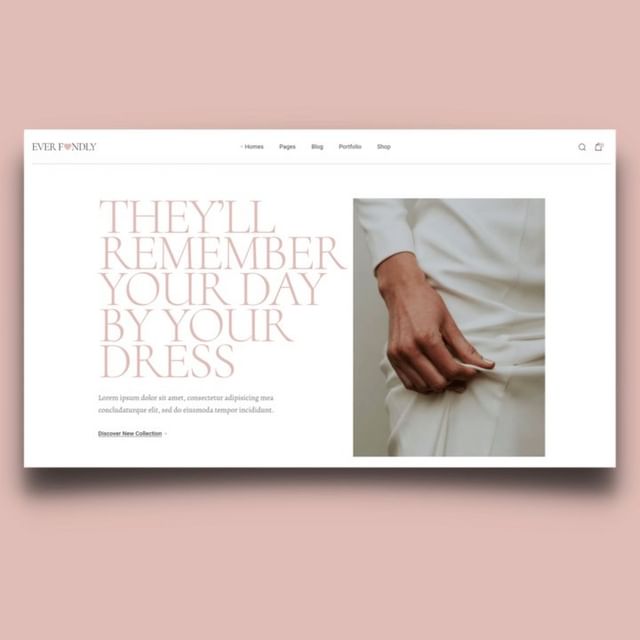 EVER FONDLY
Homes Pages Blog Portfolio Shop
THEY'LL
REMEMBER
YOUR DAY
BY YOUR
DRESS
Lorem ipsum dolor sit amet, consectetur adipisicing mea
concludaturque elit, sed do eiusmoda tempor incididunt.
Discover New Collection